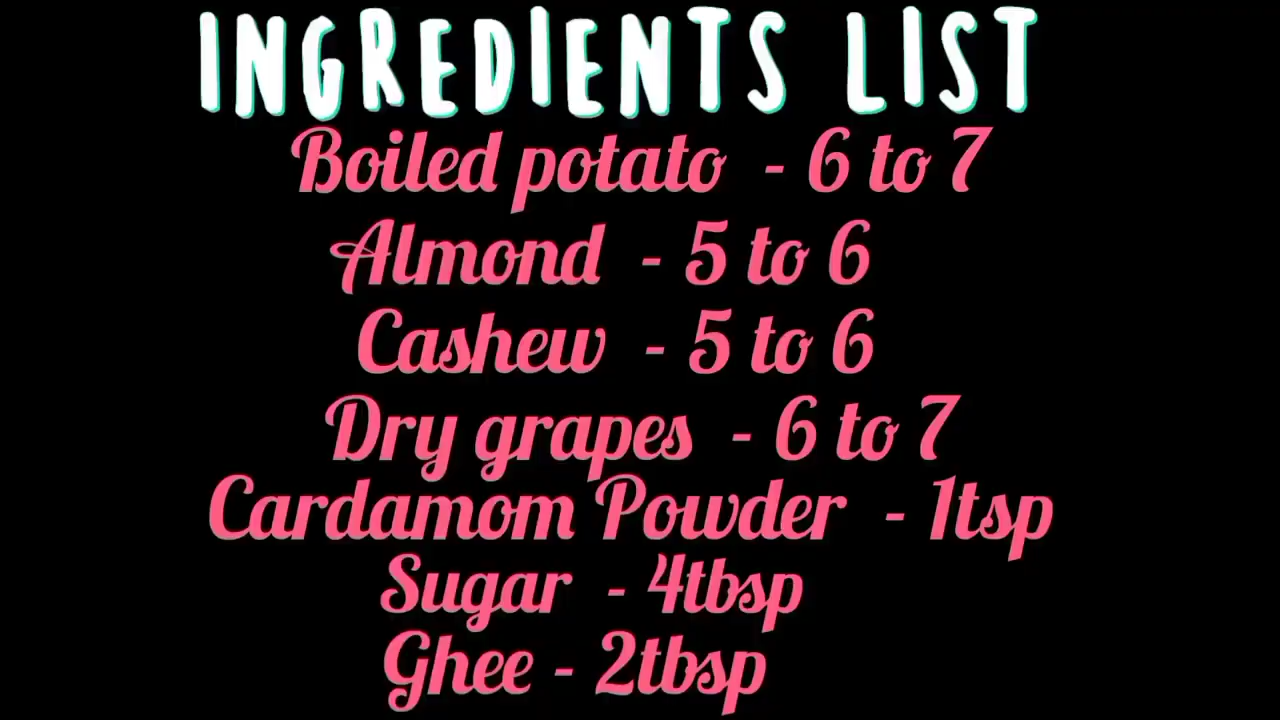 INGREDIENTS LIST
Boiled potato - 6 to 7
Almond - 5 to 6
Cashew - 5 to 6
Dry grapes - 6 to 7
Cardamom Powder - 1tsp
Sugar - 4tbsp
Ghee - 2tbsp